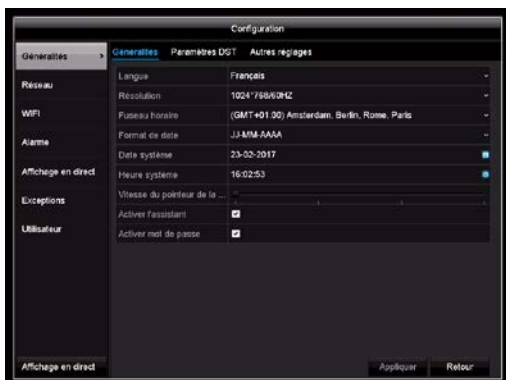 Configuration
Généralités
Réseau
WIFI
Alarme
Affichage en direct
Exceptions
Utilisateur
Affichage en direct
Généralités Paramètres DST Autres réglages
Langue Français
Résolution 1024*768/60HZ
Fuseau horaire (GMT+01:00) Amsterdam, Berlin, Rome, Paris
Format de date JJ-MM-AAAA
Date système 23-02-2017
Heure système 16:02:53
Vitesse du pointeur de la ...
Activer l'assistant
Activer mot de passe
Appliquer Retour